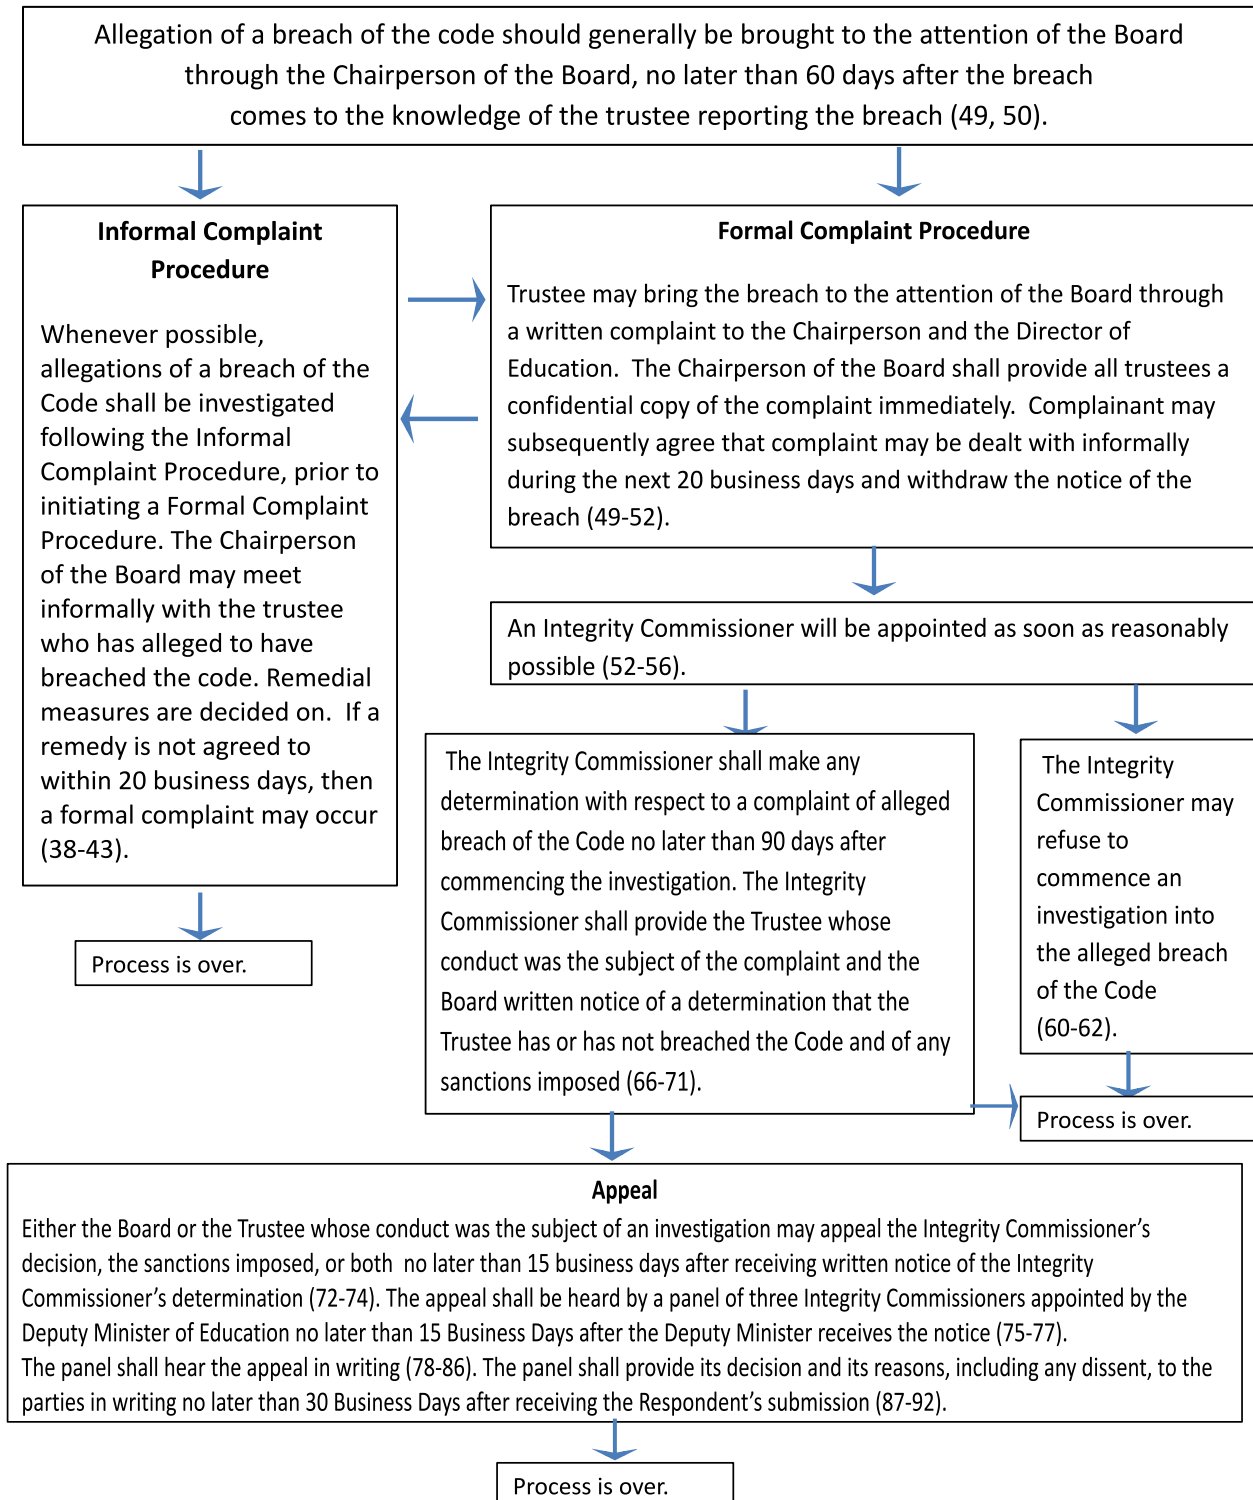 Allegation of a breach of the code should generally be brought to the attention of the Board
through the Chairperson of the Board, no later than 60 days after the breach
comes to the knowledge of the trustee reporting the breach (49, 50).
Informal Complaint
Procedure
Whenever possible,
allegations of a breach of the
Code shall be investigated
following the Informal
Complaint Procedure, prior to
initiating a Formal Complaint
Procedure. The Chairperson
of the Board may meet
informally with the trustee
who has alleged to have
breached the code. Remedial
measures are decided on.  If a
remedy is not agreed to
within 20 business days, then
a formal complaint may occur
(38-43).
Process is over.
Formal Complaint Procedure
Trustee may bring the breach to the attention of the Board through
a written complaint to the Chairperson and the Director of
Education.  The Chairperson of the Board shall provide all trustees a
confidential copy of the complaint immediately.  Complainant may
subsequently agree that complaint may be dealt with informally
during the next 20 business days and withdraw the notice of the
breach (49-52).
An Integrity Commissioner will be appointed as soon as reasonably
possible (52-56).
The Integrity Commissioner shall make any
determination with respect to a complaint of alleged
breach of the Code no later than 90 days after
commencing the investigation. The Integrity
Commissioner shall provide the Trustee whose
conduct was the subject of the complaint and the
Board written notice of a determination that the
Trustee has or has not breached the Code and of any
sanctions imposed (66-71).
The Integrity
Commissioner may
refuse to
commence an
investigation into
the alleged breach
of the Code
(60-62).
Process is over.
Appeal
Either the Board or the Trustee whose conduct was the subject of an investigation may appeal the Integrity Commissioner's
decision, the sanctions imposed, or both  no later than 15 business days after receiving written notice of the Integrity
Commissioner's determination (72-74). The appeal shall be heard by a panel of three Integrity Commissioners appointed by the
Deputy Minister of Education no later than 15 Business Days after the Deputy Minister receives the notice (75-77).
The panel shall hear the appeal in writing (78-86). The panel shall provide its decision and its reasons, including any dissent, to the
parties in writing no later than 30 Business Days after receiving the Respondent's submission (87-92).
Process is over.